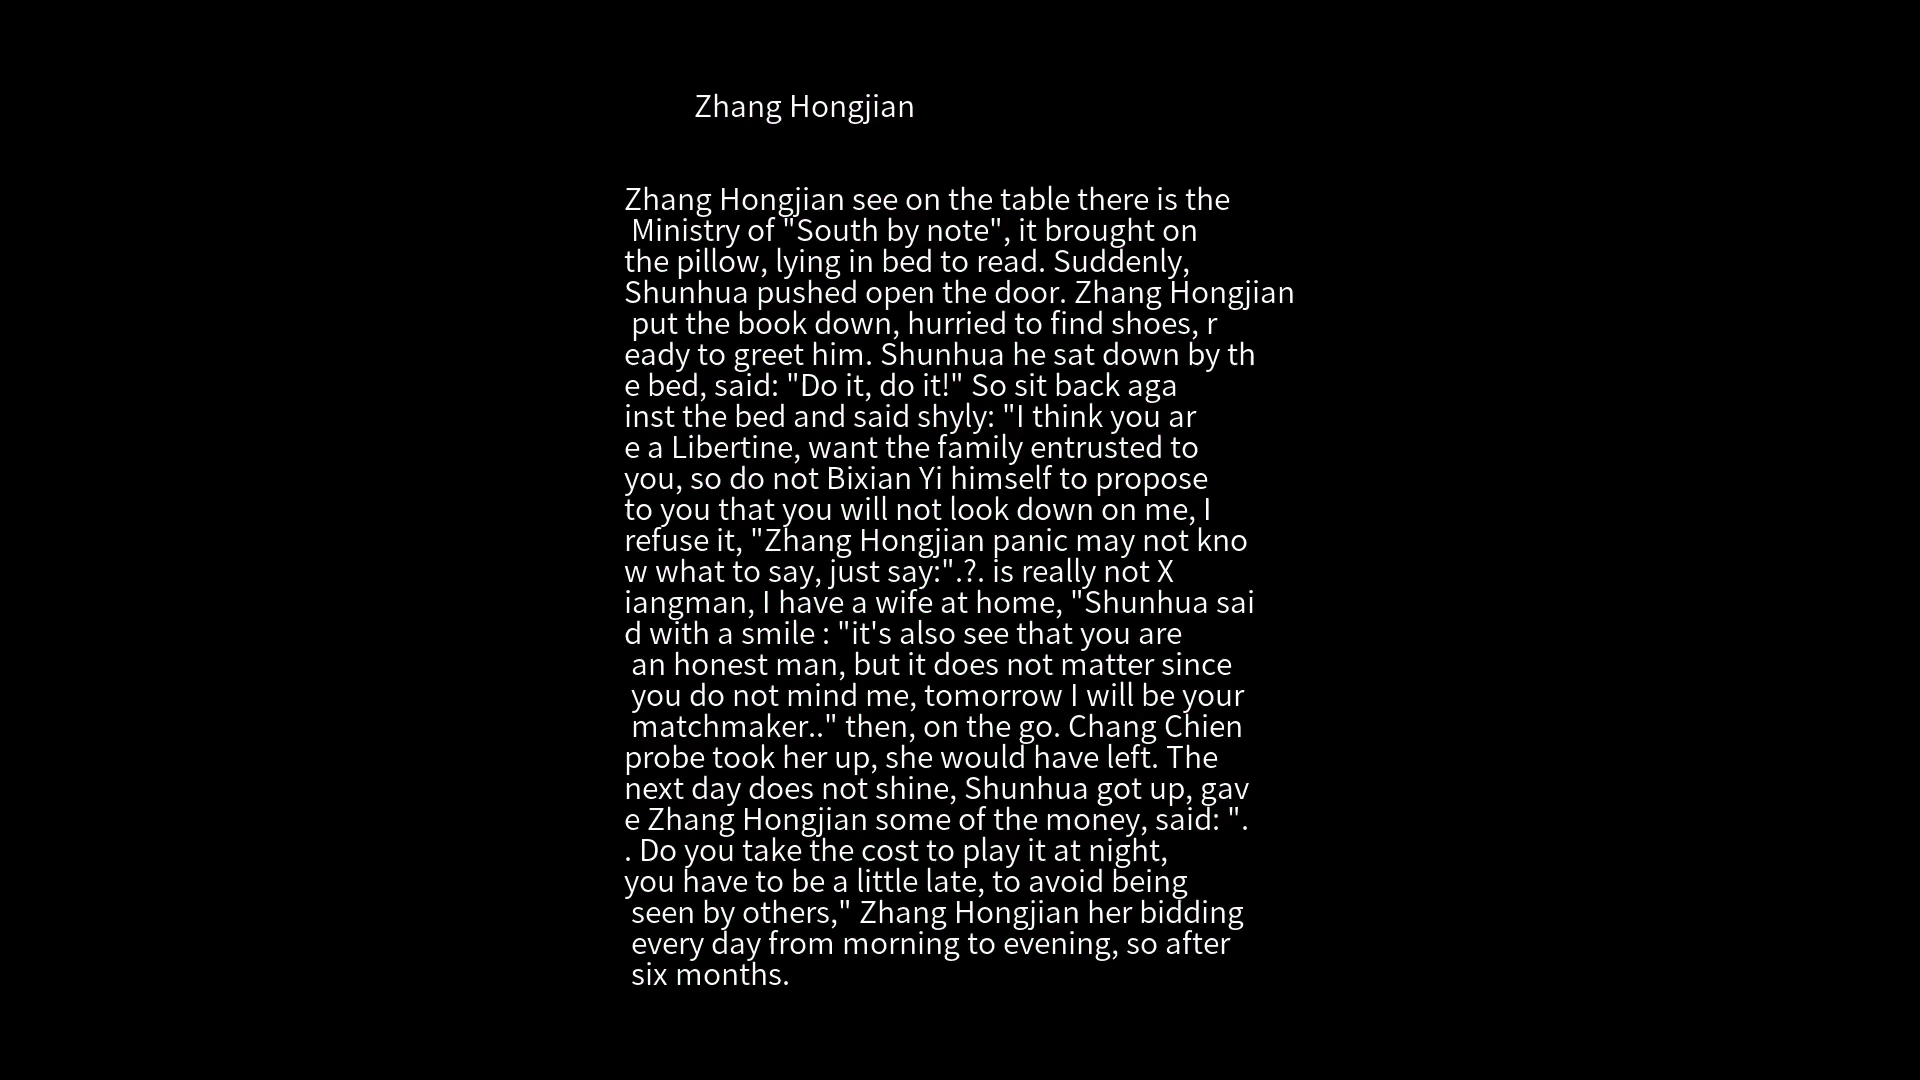 Zhang Hongjian
Zhang Hongjian see on the table there is the
Ministry of "South by note", it brought on
the pillow, lying in bed to read. Suddenly,
Shunhua pushed open the door. Zhang Hongjian
put the book down, hurried to find shoes, r
eady to greet him. Shunhua he sat down by th
e bed, said: "Do it, do it!" So sit back aga
inst the bed and said shyly: "I think you ar
e a Libertine, want the family entrusted to
you, so do not Bixian Yi himself to propose
to you that you will not look down on me, I
refuse it, "Zhang Hongjian panic may not kno
w what to say, just say:".?. is really not X
iangman, I have a wife at home, "Shunhua sai
d with a smile : "it's also see that you are
an honest man, but it does not matter since
you do not mind me, tomorrow I will be your
matchmaker.." then, on the go. Chang Chien
probe took her up, she would have left. The
next day does not shine, Shunhua got up, gav
e Zhang Hongjian some of the money, said: ".
. Do you take the cost to play it at night,
you have to be a little late, to avoid being
seen by others," Zhang Hongjian her bidding
every day from morning to evening, so after
six months.